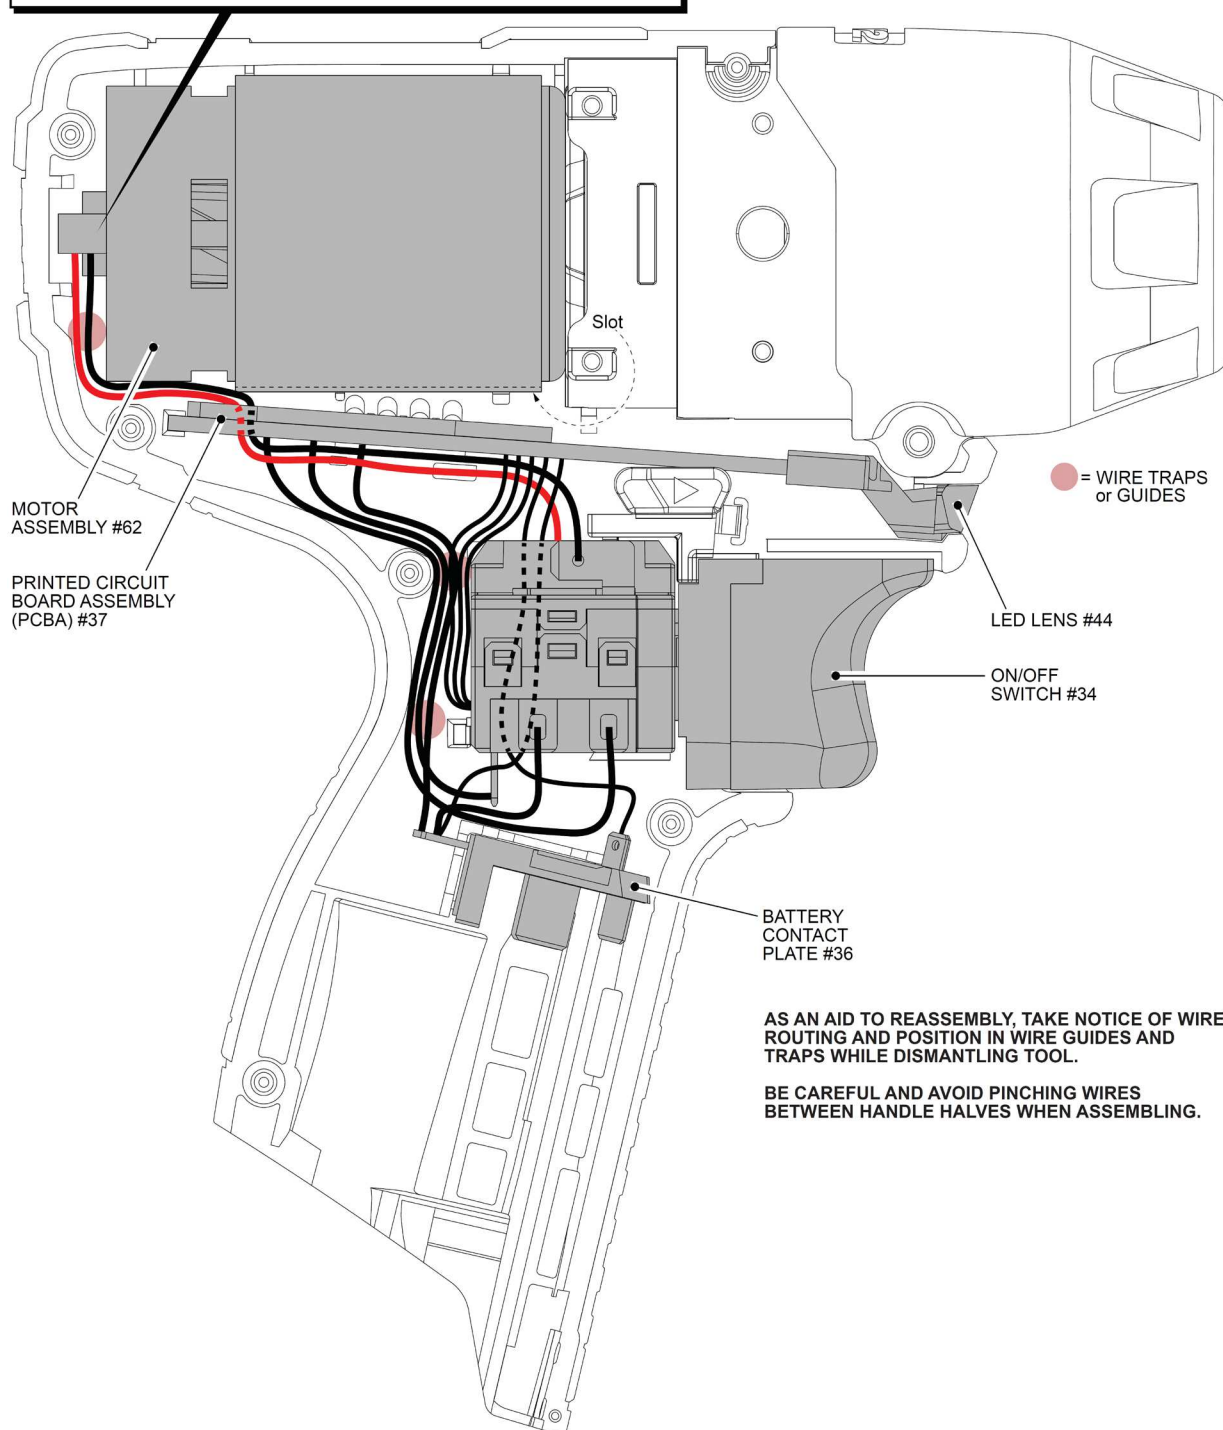 Slot
= WIRE TRAPS
or GUIDES
MOTOR
ASSEMBLY #62
PRINTED CIRCUIT
BOARD ASSEMBLY
(PCBA) #37
LED LENS #44
ON/OFF
SWITCH #34
BATTERY
CONTACT
PLATE #36
AS AN AID TO REASSEMBLY, TAKE NOTICE OF WIRE
ROUTING AND POSITION IN WIRE GUIDES AND
TRAPS WHILE DISMANTLING TOOL.
BE CAREFUL AND AVOID PINCHING WIRES
BETWEEN HANDLE HALVES WHEN ASSEMBLING.